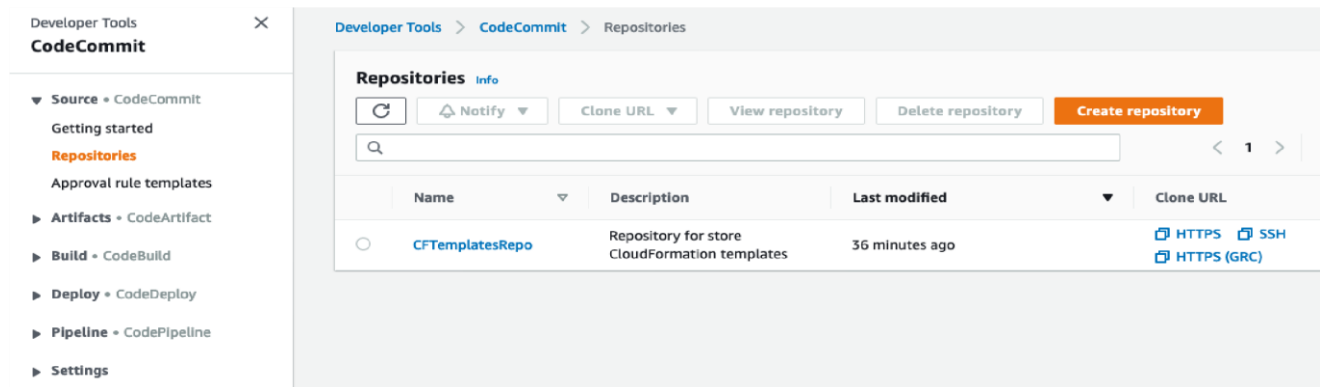 Developer Tools
CodeCommit
Source • CodeCommit
Getting started
Repositories
Approval rule templates
Artifacts • CodeArtifact
Build • CodeBuild
Deploy • CodeDeploy
Pipeline • CodePipeline
Settings
Developer Tools > CodeCommit > Repositories
Repositories Info
Notify Clone URL View repository Delete repository Create repository
< 1 >
Name Description Last modified Clone URL
CFTemplatesRepo
Repository for store
CloudFormation templates
36 minutes ago
HTTPS SSH
HTTPS (GRC)